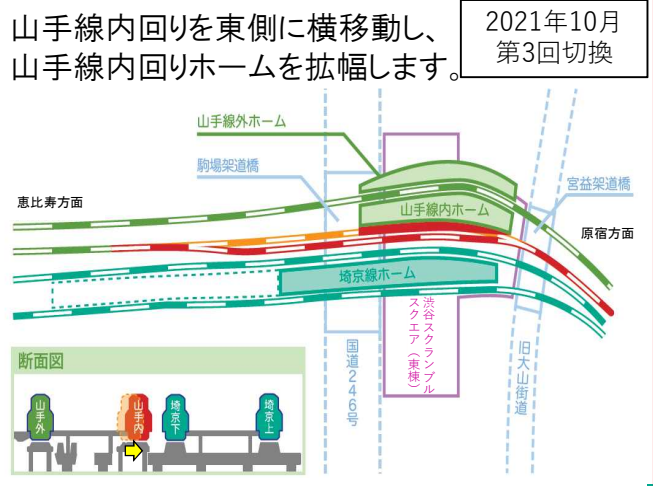 山手線内回りを東側に横移動し、
山手線内回りホームを拡幅します。
2021年10月
第3回切換
山手線外ホーム
駒場架道橋
宮益架道橋
恵比寿方面
山手線内ホーム
原宿方面
埼京線ホーム
渋谷スクランブル
スクエア(東棟)
国道246号
旧大山街道
断面図
山手外
山手内
埼京下
埼京上